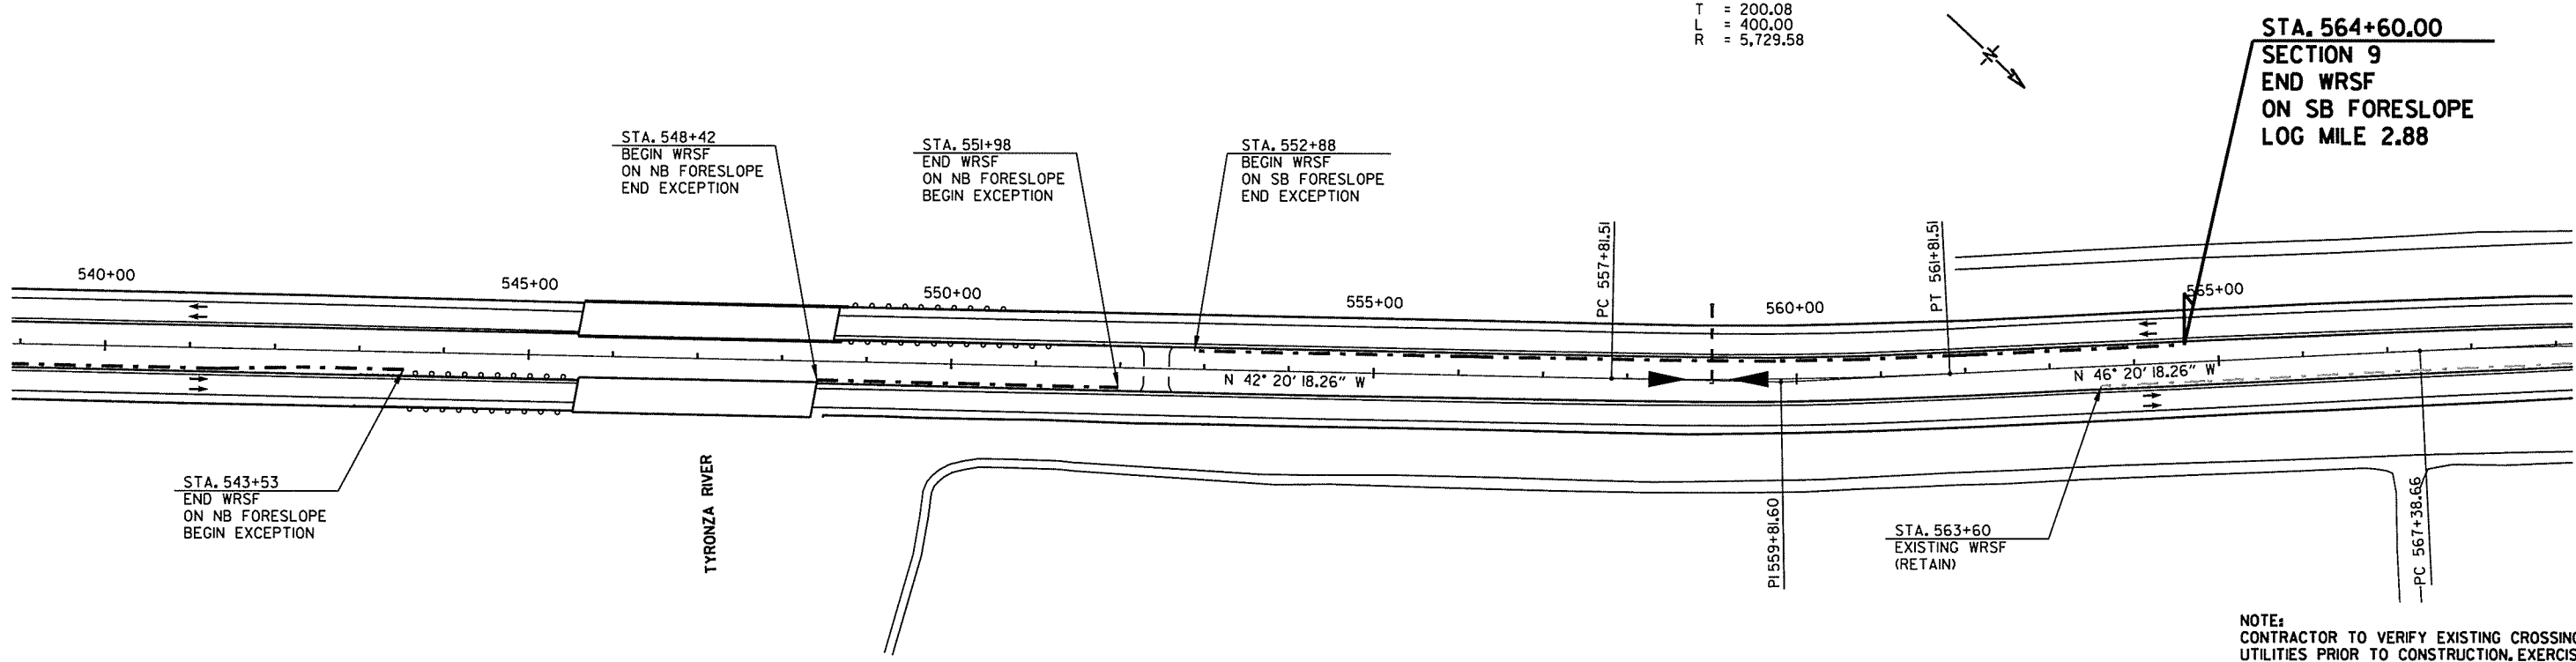 T = 200.08
L = 400.00
R = 5,729.58
STA. 564+60.00
SECTION 9
END WRSF
ON SB FORESLOPE
LOG MILE 2.88
STA. 548+42
BEGIN WRSF
ON NB FORESLOPE
END EXCEPTION
STA. 551+98
END WRSF
ON NB FORESLOPE
BEGIN EXCEPTION
STA. 552+88
BEGIN WRSF
ON SB FORESLOPE
END EXCEPTION
N
PC 557+81.51
PT 561+81.51
540+00
545+00
550+00
555+00
560+00
565+00
N 42° 20' 18.26" W
N 46° 20' 18.26" W
STA. 543+53
END WRSF
ON NB FORESLOPE
BEGIN EXCEPTION
TYRONZA RIVER
PI 559+81.60
STA. 563+60
EXISTING WRSF
(RETAIN)
PC 567+38.66
NOTE:
CONTRACTOR TO VERIFY EXISTING CROSSING
UTILITIES PRIOR TO CONSTRUCTION. EXERCIS